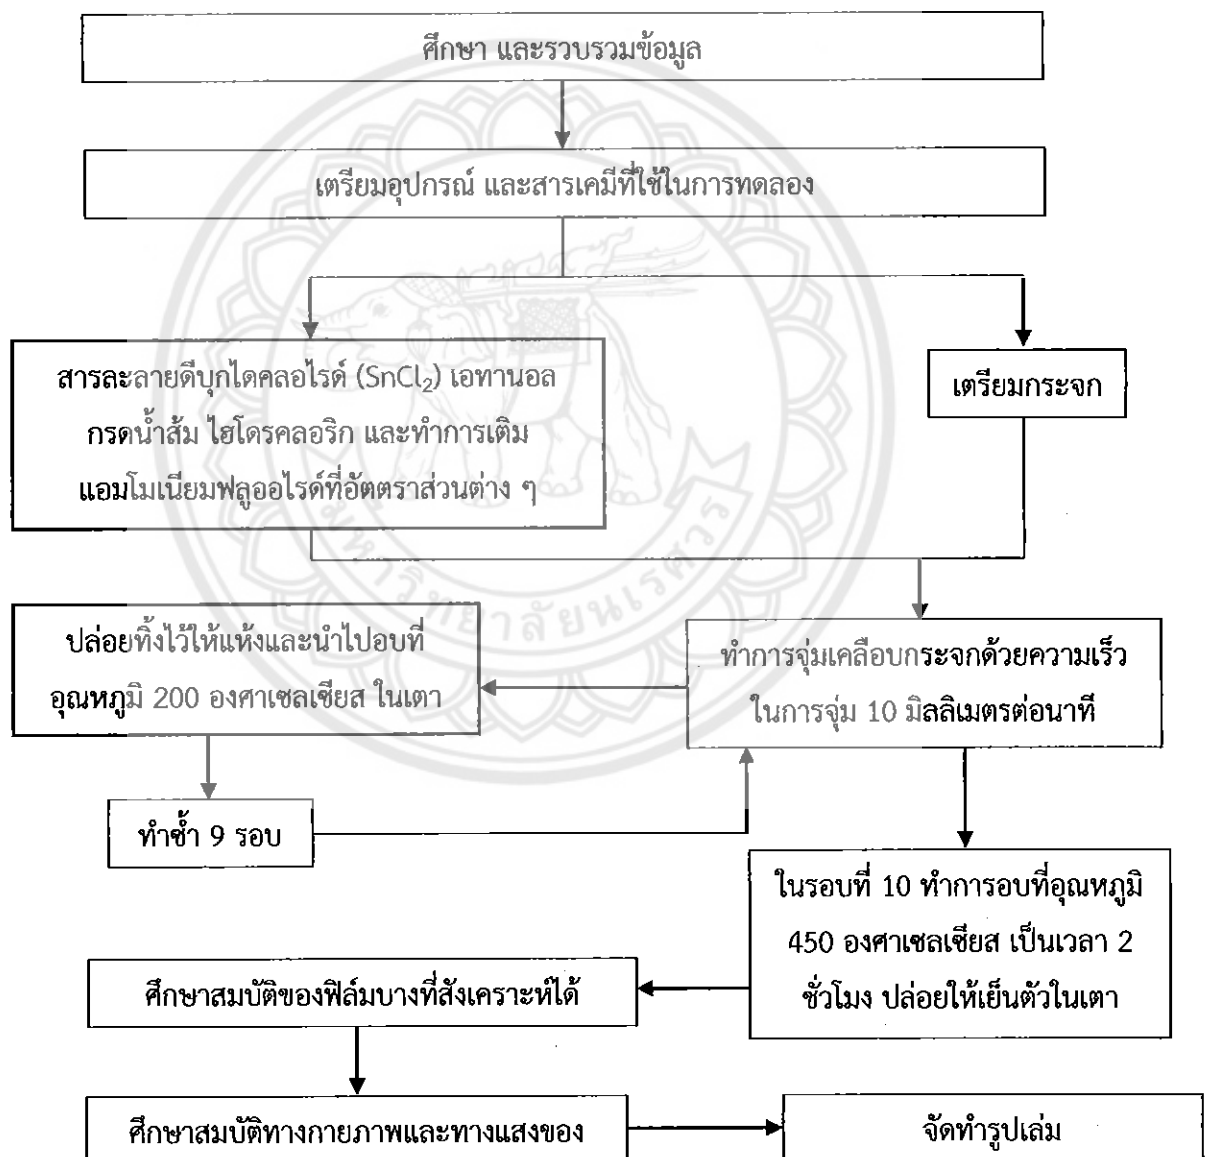 ศึกษา และรวบรวมข้อมูล
เตรียมอุปกรณ์ และสารเคมีที่ใช้ในการทดลอง
สารละลายดีบุกไดคลอไรด์ (SnCl₂) เอทานอล
กรดน้ำส้ม ไฮโดรคลอริก และทำการเติม
แอมโมเนียมฟลูออไรด์ที่อัตตราส่วนต่าง ๆ
เตรียมกระจก
มหาวิทยาลัยนเรศวร
ปล่อยทิ้งไว้ให้แห้งและนำไปอบที่
อุณหภูมิ 200 องศาเซลเซียส ในเตา
ทำการจุ่มเคลือบกระจกด้วยความเร็ว
ในการจุ่ม 10 มิลลิเมตรต่อนาที
ทำซ้ำ 9 รอบ
ในรอบที่ 10 ทำการอบที่อุณหภูมิ
450 องศาเซลเซียส เป็นเวลา 2
ชั่วโมง ปล่อยให้เย็นตัวในเตา
ศึกษาสมบัติของฟิล์มบางที่สังเคราะห์ได้
ศึกษาสมบัติทางกายภาพและทางแสงของ
จัดทำรูปเล่ม